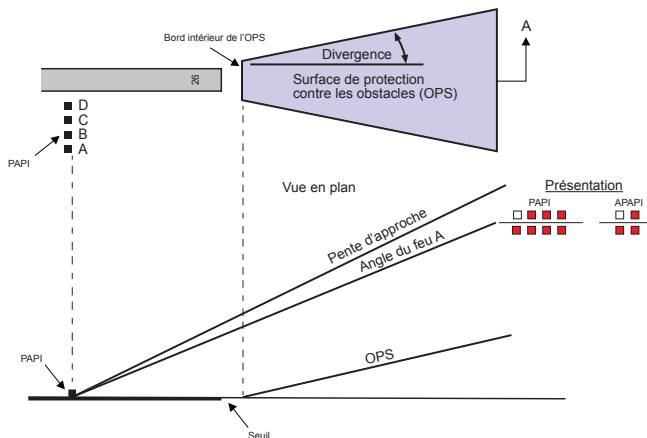 Bord intérieur de l'OPS
A
Divergence
26
Surface de protection
contre les obstacles (OPS)
D
C
B
A
PAPI
Vue en plan
Présentation
PAPI
APAPI
Pente d'approche
Angle du feu A
PAPI
OPS
Seuil